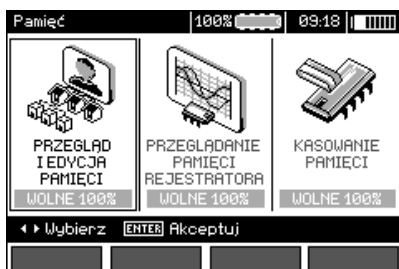 Pamięć 100% 09:18
PRZEGLĄD
I EDYCJA
PAMIĘCI
WOLNE 100%
PRZEGLĄDANIE
PAMIĘCI
REJESTRATORA
WOLNE 100%
KASOWANIE
PAMIĘCI
WOLNE 100%
Wybierz ENTER Akceptuj